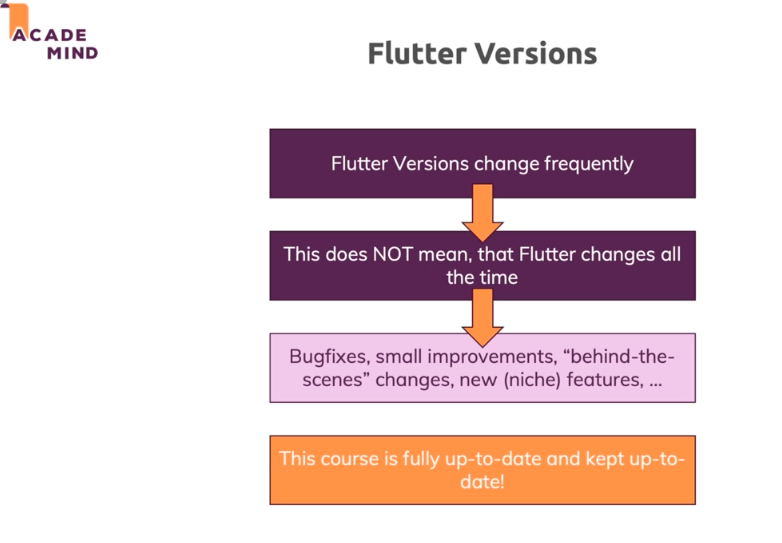 ACADE
MIND
Flutter Versions
Flutter Versions change frequently
This does NOT mean, that Flutter changes all
the time
Bugfixes, small improvements, “behind-the-
scenes” changes, new (niche) features, ...
This course is fully up-to-date and kept up-to-
date!